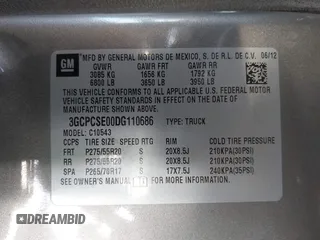 GM
MFD BY GENERAL MOTORS DE MEXICO, S. DE R.L. DE C.V. 06/12
GVWR GAWR FRT GAWR RR
3085 KG 1656 KG 1792 KG
6800 LB 3650 LB 3950 LB
THIS VEHICLE CONFORMS TO ALL APPLICABLE U.S.
FEDERAL MOTOR VEHICLE SAFETY AND THEFT PREVENTION
STANDARDS IN EFFECT ON THE DATE OF MANUFACTURE
SHOWN ABOVE.
3GCPCSE00DG110686 TYPE: TRUCK
MODEL: C10543
CCPS TIRE SIZE SPEED RTG RIM COLD TIRE PRESSURE
FRT P275/55R20 S 20X8.5J 210KPA(30PSI)
RR P275/55R20 S 20X8.5J 210KPA(30PSI)
SPA P265/70R17 S 17X7.5J 240KPA(35PSI)
SEE OWNER'S MANUAL FOR MORE INFORMATION.
DREAMBID